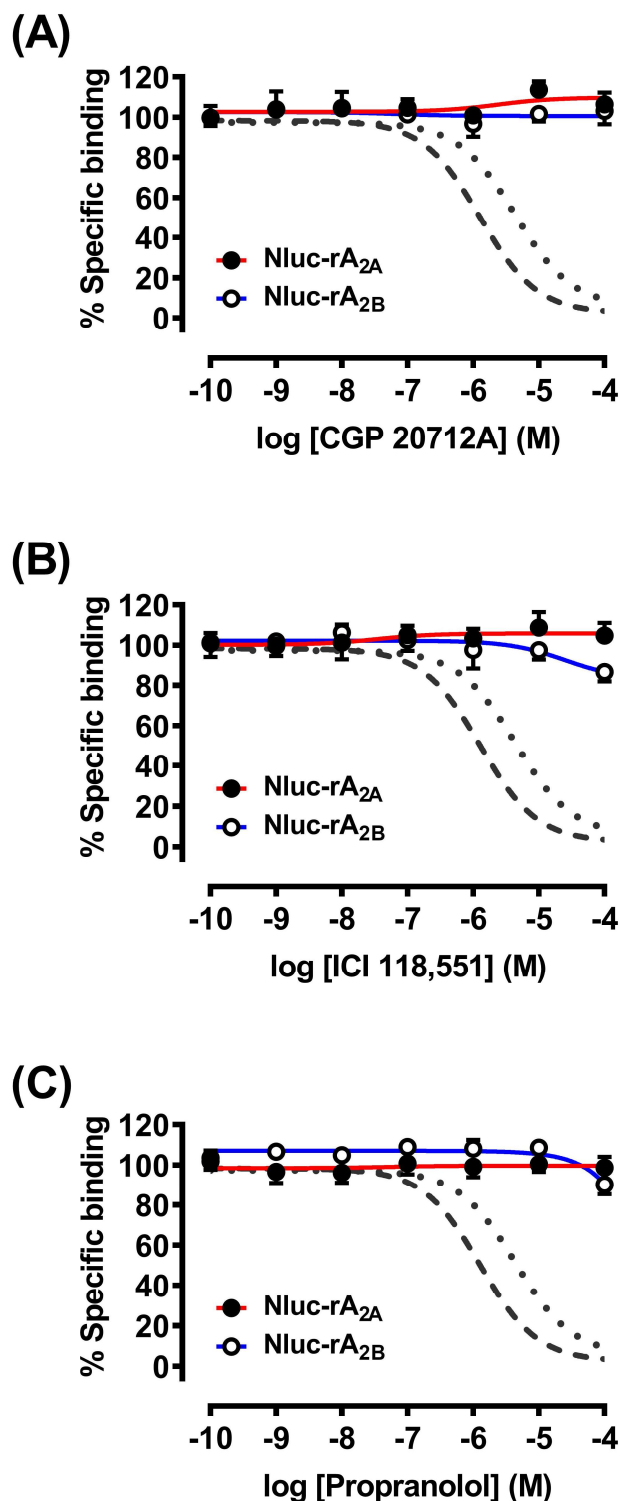 (A)
% Specific binding
120
100
80
60
40
20
0
Nluc-rA2A
Nluc-rA2B
-10 -9 -8 -7 -6 -5 -4
log [CGP 20712A] (M)
(B)
% Specific binding
120
100
80
60
40
20
0
Nluc-rA2A
Nluc-rA2B
-10 -9 -8 -7 -6 -5 -4
log [ICI 118,551] (M)
(C)
% Specific binding
120
100
80
60
40
20
0
Nluc-rA2A
Nluc-rA2B
-10 -9 -8 -7 -6 -5 -4
log [Propranolol] (M)